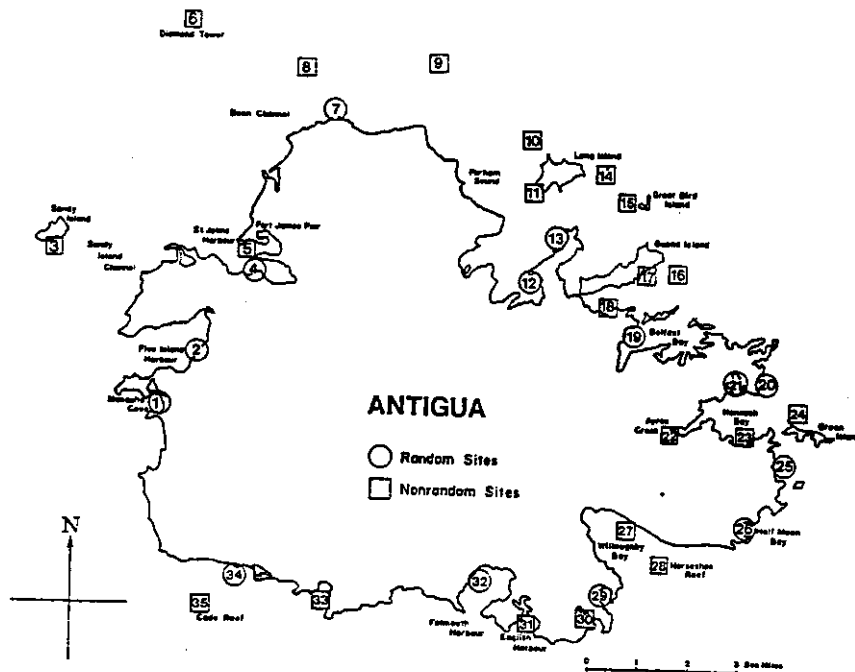 6
Diamond Tower
8
9
7
Boon Channel
10
Long Island
Parham
Sound
14
11
15
Great Bird
Island
Sandy
Island
3
Sandy
Island
Channel
St Johns
Harbour
Fort James Pier
5
4
13
Guana Island
12
17
16
18
19
Belfast
Bay
2
Five Island
Harbour
1
Cove
21
20
ANTIGUA
Random Sites
Nonrandom Sites
Ayres
Creek
22
Nonsuch
Bay
23
24
Green
Island
25
26
Half Moon
Bay
27
Willoughby
Bay
28
Horseshoe Reef
N
34
35
Cade Reef
33
32
Falmouth
Harbour
31
English
Harbour
29
30
0 1 2 3 Sea Miles